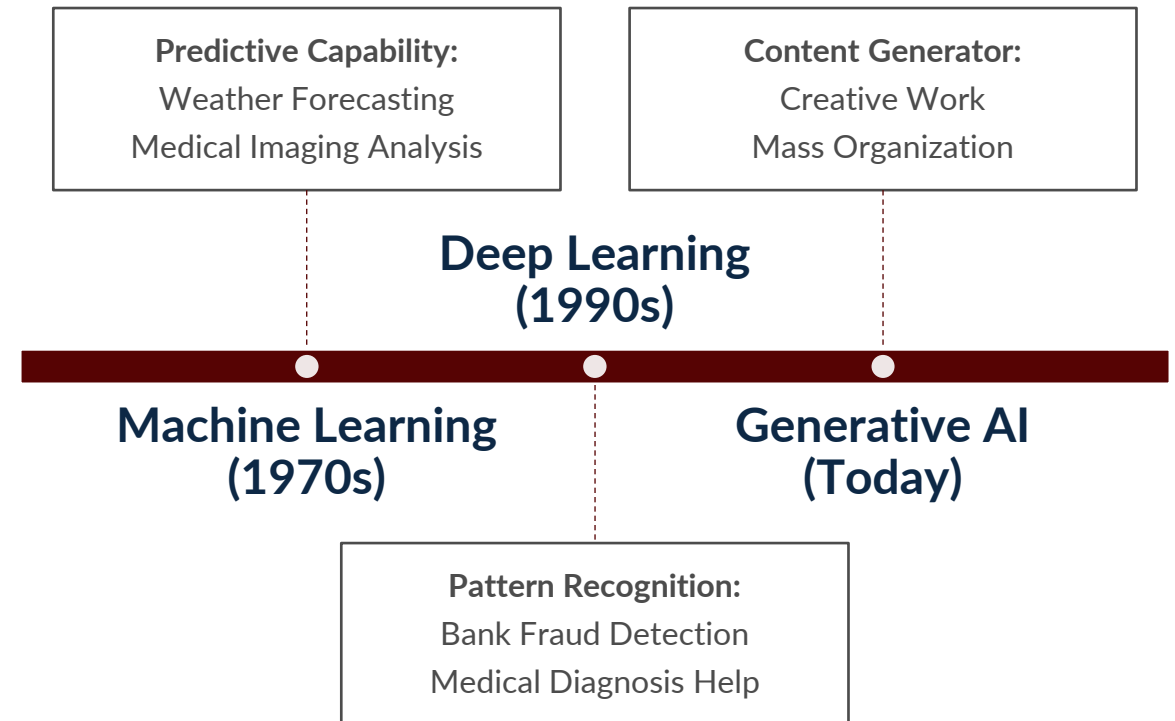 Predictive Capability:
Weather Forecasting
Medical Imaging Analysis
Content Generator:
Creative Work
Mass Organization
Deep Learning
(1990s)
Machine Learning
(1970s)
Generative AI
(Today)
Pattern Recognition:
Bank Fraud Detection
Medical Diagnosis Help